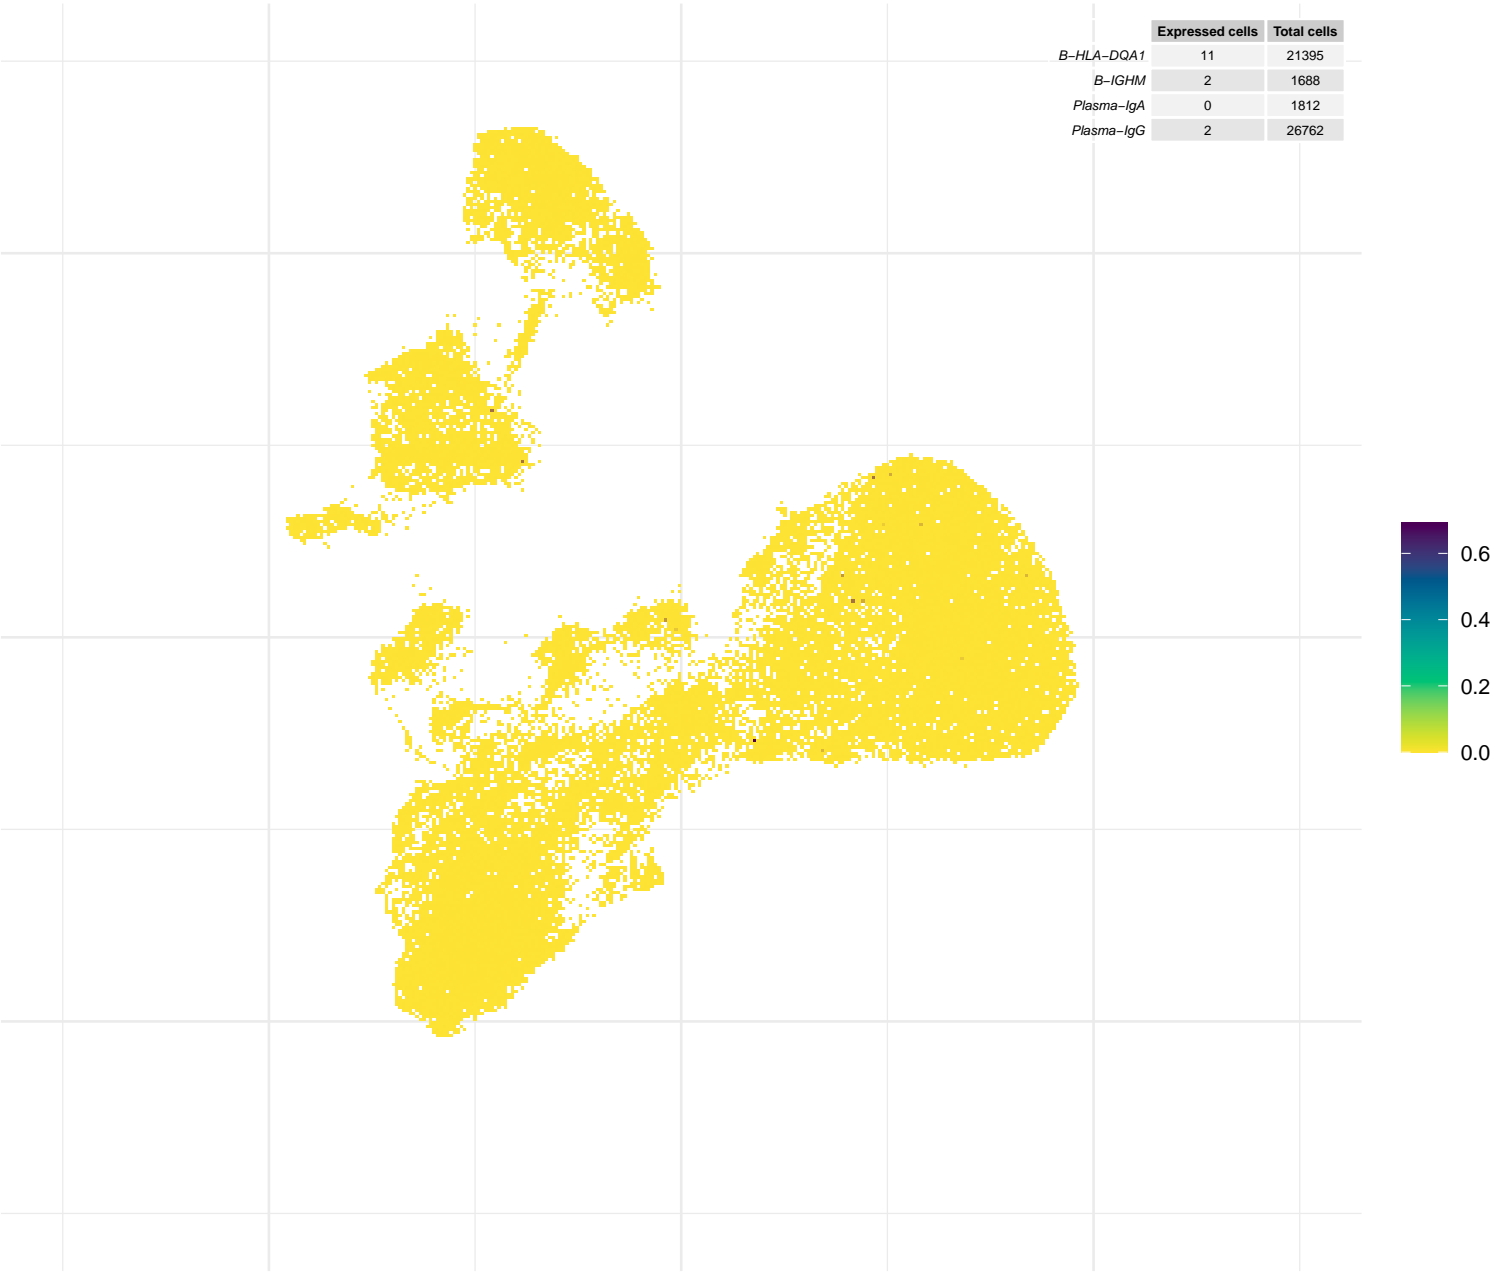 Expressed cells Total cells
B−HLA−DQA1 11 21395
B−IGHM 2 1688
Plasma−IgA 0 1812
Plasma−IgG 2 26762
0.6
0.4
0.2
0.0